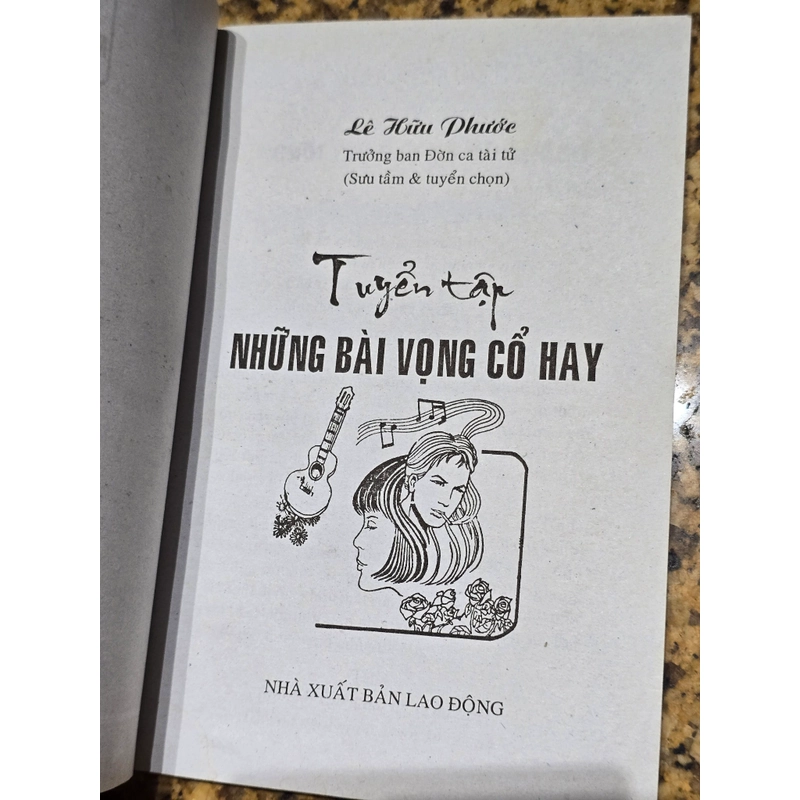 Lê Hữu Phước
Trưởng ban Đờn ca tài tử
(Sưu tầm & tuyển chọn)
Tuyển tập
NHỮNG BÀI VỌNG CỔ HAY
NHÀ XUẤT BẢN LAO ĐỘNG